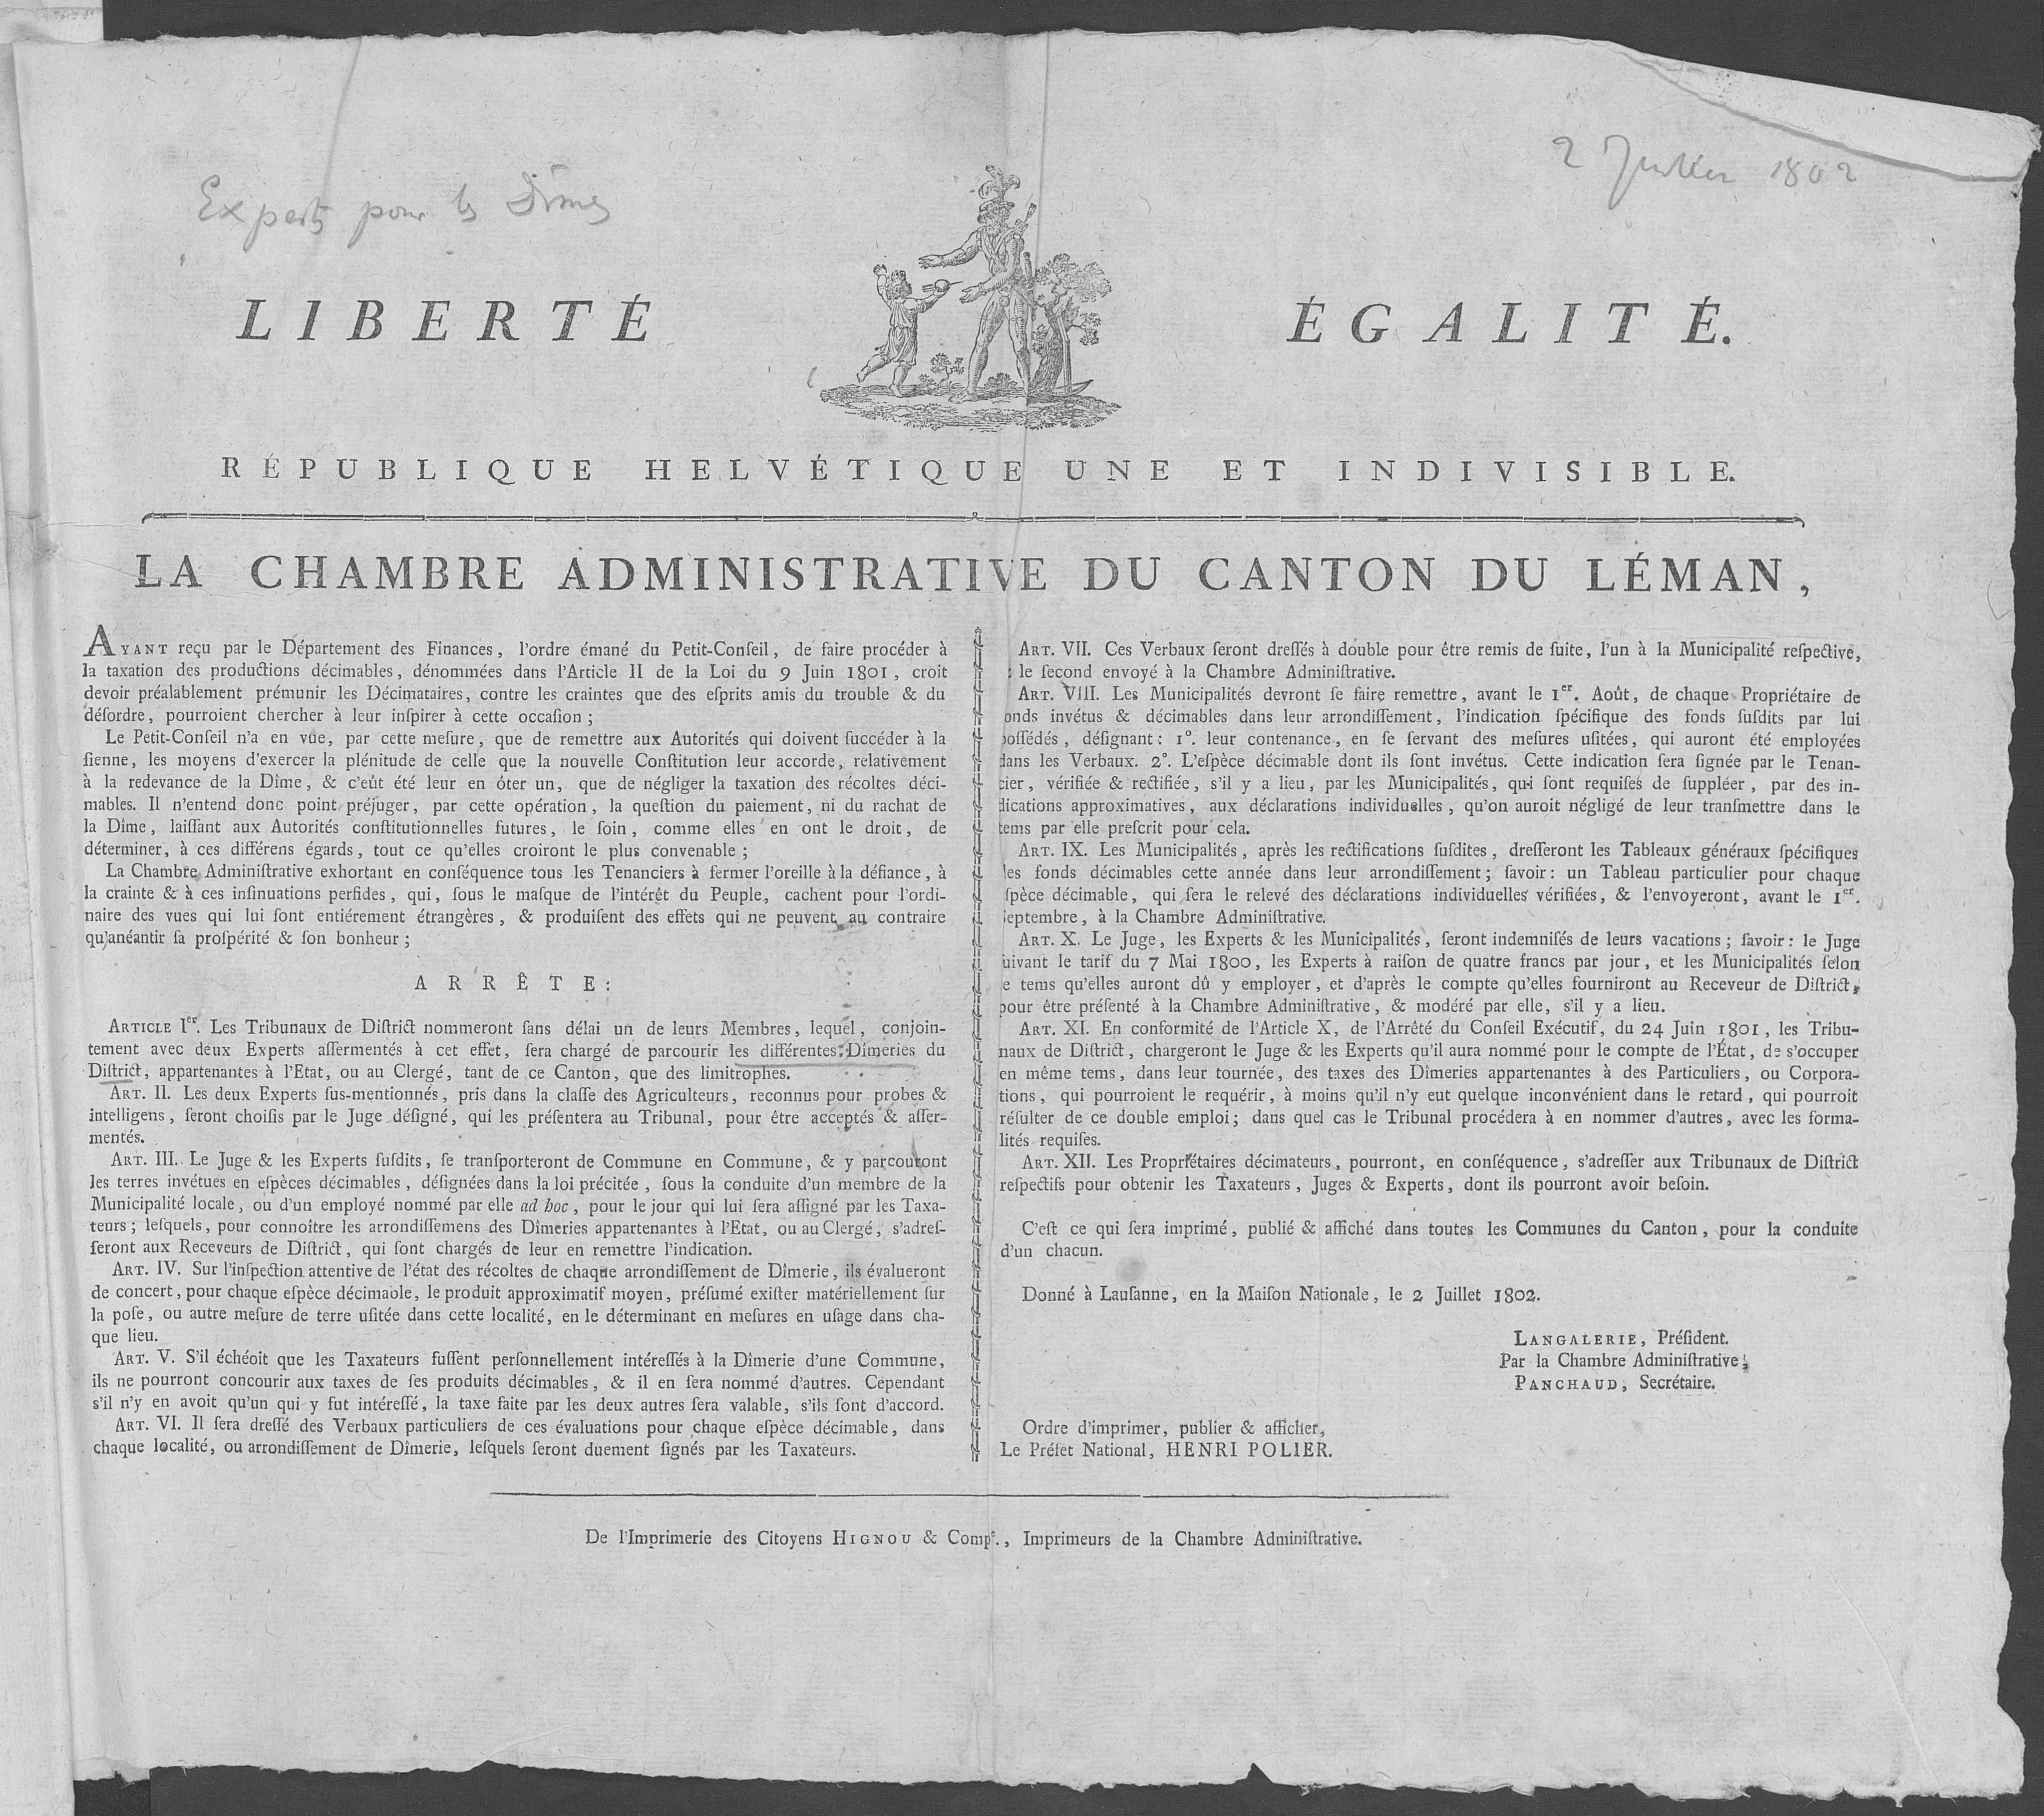 Experts pour les Dîmes
2 Juillet 1802
LIBERTÉ
ÉGALITÉ.
RÉPUBLIQUE HELVÉTIQUE UNE ET INDIVISIBLE.
LA CHAMBRE ADMINISTRATIVE DU CANTON DU LÉMAN,
AYANT reçu par le Département des Finances, l'ordre émané du Petit-Conſeil, de faire procéder à
la taxation des productions décimables, dénommées dans l'Article II de la Loi du 9 Juin 1801, croit
devoir préalablement prémunir les Décimataires, contre les craintes que des eſprits amis du trouble & du
déſordre, pourroient chercher à leur inſpirer à cette occaſion;
Le Petit-Conſeil n'a en vûe, par cette meſure, que de remettre aux Autorités qui doivent ſuccéder à la
ſienne, les moyens d'exercer la plénitude de celle que la nouvelle Conſtitution leur accorde, relativement
à la redevance de la Dîme, & c'eût été leur en ôter un, que de négliger la taxation des récoltes déci-
mables. Il n'entend donc point préjuger, par cette opération, la queſtion du paiement, ni du rachat de
la Dîme, laiſſant aux Autorités conſtitutionnelles futures, le ſoin, comme elles en ont le droit, de
déterminer, à ces différens égards, tout ce qu'elles croiront le plus convenable;
La Chambre Adminiſtrative exhortant en conſéquence tous les Tenanciers à fermer l'oreille à la défiance, à
la crainte & à ces inſinuations perfides, qui, ſous le maſque de l'intérêt du Peuple, cachent pour l'ordi-
naire des vues qui lui ſont entiérement étrangères, & produiſent des effets qui ne peuvent au contraire
qu'anéantir ſa proſpérité & ſon bonheur;
ARRÊTE:
ARTICLE Ier. Les Tribunaux de Diſtrict nommeront ſans délai un de leurs Membres, lequel, conjoin-
tement avec deux Experts aſſermentés à cet effet, ſera chargé de parcourir les différentes Dîmeries du
Diſtrict, appartenantes à l'Etat, ou au Clergé, tant de ce Canton, que des limitrophes.
ART. II. Les deux Experts ſus-mentionnés, pris dans la claſſe des Agriculteurs, reconnus pour probes &
intelligens, ſeront choiſis par le Juge déſigné, qui les préſentera au Tribunal, pour être acceptés & aſſer-
mentés.
ART. III. Le Juge & les Experts ſuſdits, ſe tranſporteront de Commune en Commune, & y parcouront
les terres invétues en eſpèces décimables, déſignées dans la loi précitée, ſous la conduite d'un membre de la
Municipalité locale, ou d'un employé nommé par elle ad hoc, pour le jour qui lui ſera aſſigné par les Taxa-
teurs; leſquels, pour connoître les arrondiſſemens des Dîmeries appartenantes à l'Etat, ou au Clergé, s'adreſ-
ſeront aux Receveurs de Diſtrict, qui ſont chargés de leur en remettre l'indication.
ART. IV. Sur l'inſpection attentive de l'état des récoltes de chaque arrondiſſement de Dîmerie, ils évalueront
de concert, pour chaque eſpèce décimable, le produit approximatif moyen, préſumé exiſter matériellement ſur
la poſe, ou autre meſure de terre uſitée dans cette localité, en le déterminant en meſures en uſage dans cha-
que lieu.
ART. V. S'il échéoit que les Taxateurs fuſſent perſonnellement intéreſſés à la Dîmerie d'une Commune,
ils ne pourront concourir aux taxes de ſes produits décimables, & il en ſera nommé d'autres. Cependant
s'il n'y en avoit qu'un qui y fut intéreſſé, la taxe faite par les deux autres ſera valable, s'ils ſont d'accord.
ART. VI. Il ſera dreſſé des Verbaux particuliers de ces évaluations pour chaque eſpèce décimable, dans
chaque localité, ou arrondiſſement de Dîmerie, leſquels ſeront duement ſignés par les Taxateurs.
ART. VII. Ces Verbaux ſeront dreſſés à double pour être remis de ſuite, l'un à la Municipalité reſpective,
le ſecond envoyé à la Chambre Adminiſtrative.
ART. VIII. Les Municipalités devront ſe faire remettre, avant le 1er. Août, de chaque Propriétaire de
onds invétus & décimables dans leur arrondiſſement, l'indication ſpécifique des fonds ſuſdits par lui
oſſédés, déſignant: 1°. leur contenance, en ſe ſervant des meſures uſitées, qui auront été employées
dans les Verbaux. 2°. L'eſpèce décimable dont ils ſont invétus. Cette indication ſera ſignée par le Tenan-
cier, vérifiée & rectifiée, s'il y a lieu, par les Municipalités, qui ſont requiſes de ſuppléer, par des in-
dications approximatives, aux déclarations individuelles, qu'on auroit négligé de leur tranſmettre dans le
tems par elle preſcrit pour cela.
ART. IX. Les Municipalités, après les rectifications ſuſdites, dreſſeront les Tableaux généraux ſpécifiques
des fonds décimables cette année dans leur arrondiſſement; ſavoir: un Tableau particulier pour chaque
ſpèce décimable, qui ſera le relevé des déclarations individuelles vérifiées, & l'envoyeront, avant le 1er.
Septembre, à la Chambre Adminiſtrative.
ART. X. Le Juge, les Experts & les Municipalités, ſeront indemniſés de leurs vacations; ſavoir: le Juge
ſuivant le tarif du 7 Mai 1800, les Experts à raiſon de quatre francs par jour, et les Municipalités ſelon
e tems qu'elles auront dû y employer, et d'après le compte qu'elles fourniront au Receveur de Diſtrict,
pour être préſenté à la Chambre Adminiſtrative, & modéré par elle, s'il y a lieu.
ART. XI. En conformité de l'Article X, de l'Arrêté du Conſeil Exécutif, du 24 Juin 1801, les Tribu-
naux de Diſtrict, chargeront le Juge & les Experts qu'il aura nommé pour le compte de l'État, de s'occuper
en même tems, dans leur tournée, des taxes des Dîmeries appartenantes à des Particuliers, ou Corpora-
tions, qui pourroient le requérir, à moins qu'il n'y eut quelque inconvénient dans le retard, qui pourroit
réſulter de ce double emploi; dans quel cas le Tribunal procédera à en nommer d'autres, avec les forma-
lités requiſes.
ART. XII. Les Propriétaires décimateurs, pourront, en conſéquence, s'adreſſer aux Tribunaux de Diſtrict
reſpectifs pour obtenir les Taxateurs, Juges & Experts, dont ils pourront avoir beſoin.
C'eſt ce qui ſera imprimé, publié & affiché dans toutes les Communes du Canton, pour la conduite
d'un chacun.
Donné à Lauſanne, en la Maiſon Nationale, le 2 Juillet 1802.
LANGALERIE, Préſident.
Par la Chambre Adminiſtrative,
PANCHAUD, Secrétaire.
Ordre d'imprimer, publier & afficher,
Le Préfet National, HENRI POLIER.
De l'Imprimerie des Citoyens HIGNOU & Compe., Imprimeurs de la Chambre Adminiſtrative.